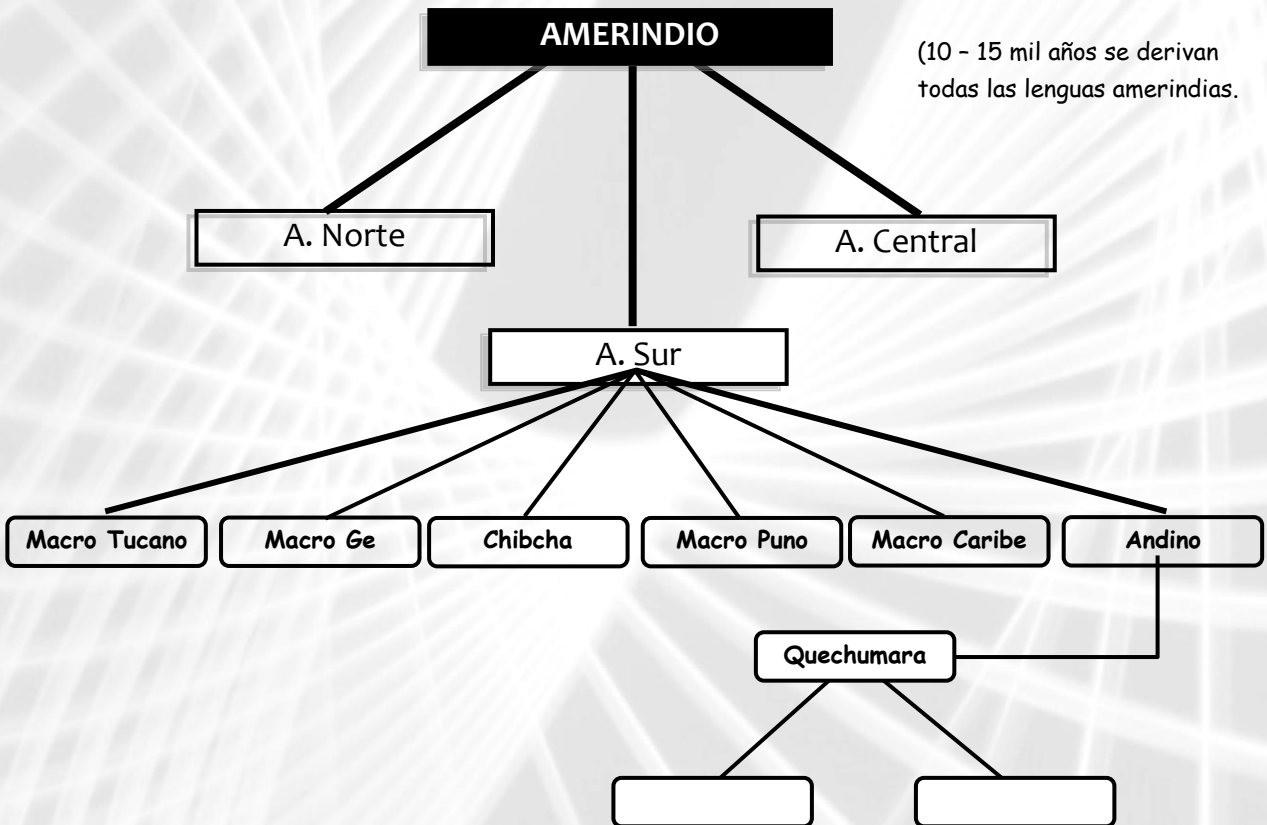 AMERINDIO
(10 – 15 mil años se derivan
todas las lenguas amerindias.
A. Norte
A. Central
A. Sur
Macro Tucano
Macro Ge
Chibcha
Macro Puno
Macro Caribe
Andino
Quechumara